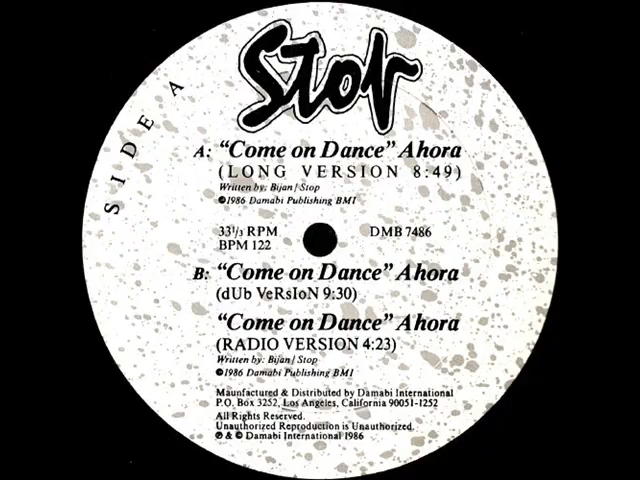 Stop
SIDE A
A: "Come on Dance" Ahora
(LONG VERSION 8:49)
Written by: Bijan / Stop
℗1986 Damabi Publishing BMI
33⅓ RPM DMB 7486
BPM 122
B: "Come on Dance" Ahora
(dUb VeRsIoN 9:30)
"Come on Dance" Ahora
(RADIO VERSION 4:23)
Written by: Bijan / Stop
℗1986 Damabi Publishing BMI
Maunfactured & Distributed by Damabi International
P.O. Box 3252, Los Angeles, California 90051-1252
All Rights Reserved.
Unauthorized Reproduction is Unauthorized.
℗ & © Damabi International 1986